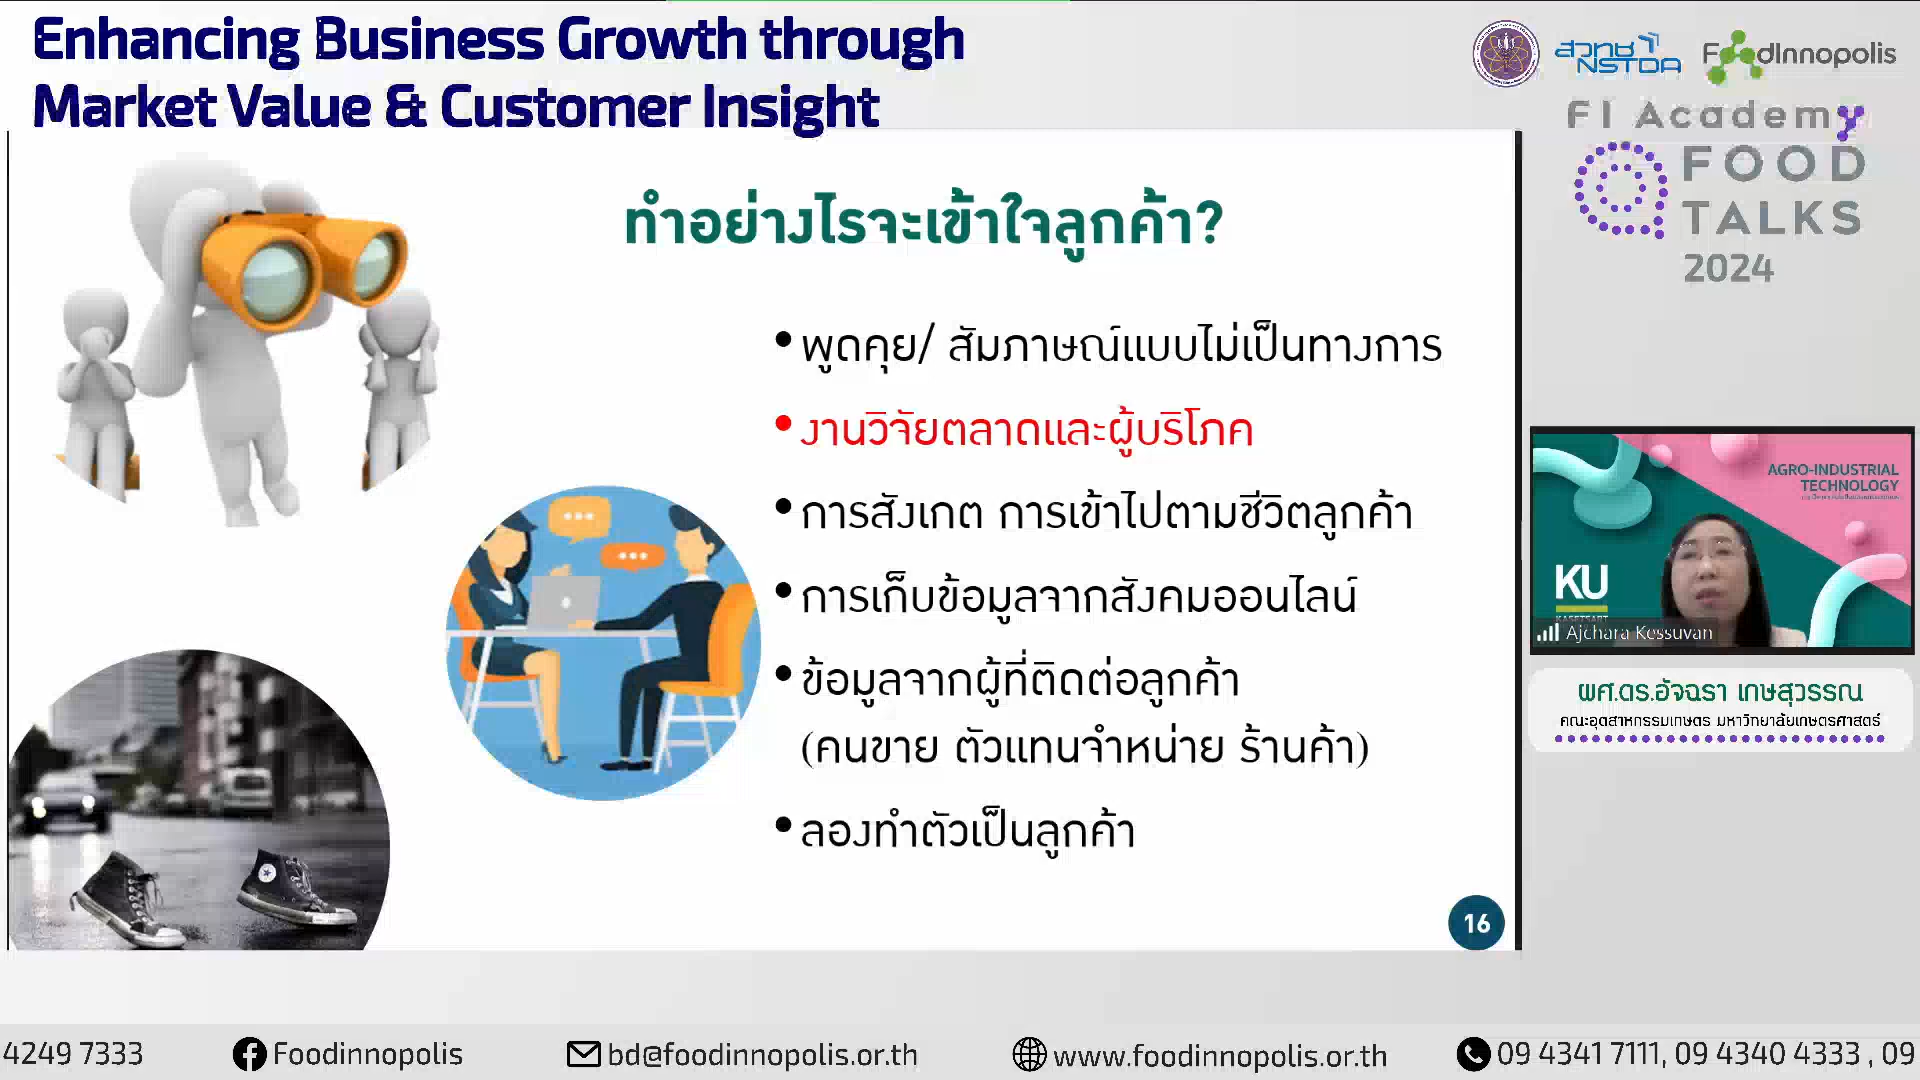 Enhancing Business Growth through
Market Value & Customer Insight
สวทช
NSTDA
FoodInnopolis
FI Academy
FOOD
TALKS
2024
ทำอย่างไรจะเข้าใจลูกค้า?
•พูดคุย/ สัมภาษณ์แบบไม่เป็นทางการ
•งานวิจัยตลาดและผู้บริโภค
•การสังเกต การเข้าไปตามชีวิตลูกค้า
•การเก็บข้อมูลจากสังคมออนไลน์
•ข้อมูลจากผู้ที่ติดต่อลูกค้า
(คนขาย ตัวแทนจำหน่าย ร้านค้า)
•ลองทำตัวเป็นลูกค้า
16
AGRO-INDUSTRIAL
TECHNOLOGY
KU
KASETSART
Ajchara Kessuvan
ผศ.ดร.อัจฉรา เกษสุวรรณ
คณะอุตสาหกรรมเกษตร มหาวิทยาลัยเกษตรศาสตร์
4249 7333
Foodinnopolis
bd@foodinnopolis.or.th
www.foodinnopolis.or.th
09 4341 7111, 09 4340 4333 , 09